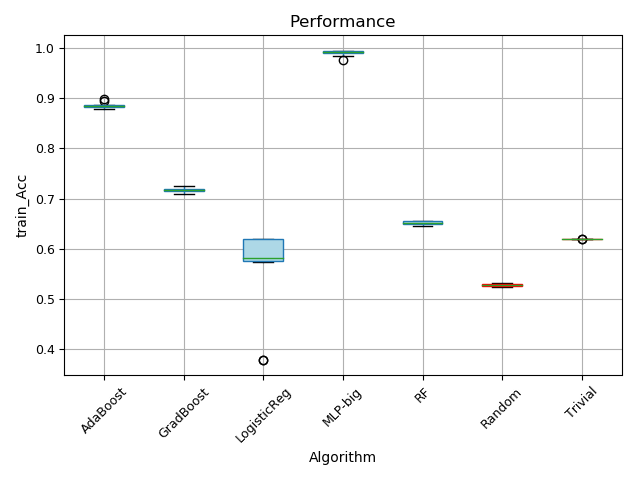 Performance
train_Acc
1.0
0.9
0.8
0.7
0.6
0.5
0.4
AdaBoost
GradBoost
LogisticReg
MLP-big
RF
Random
Trivial
Algorithm